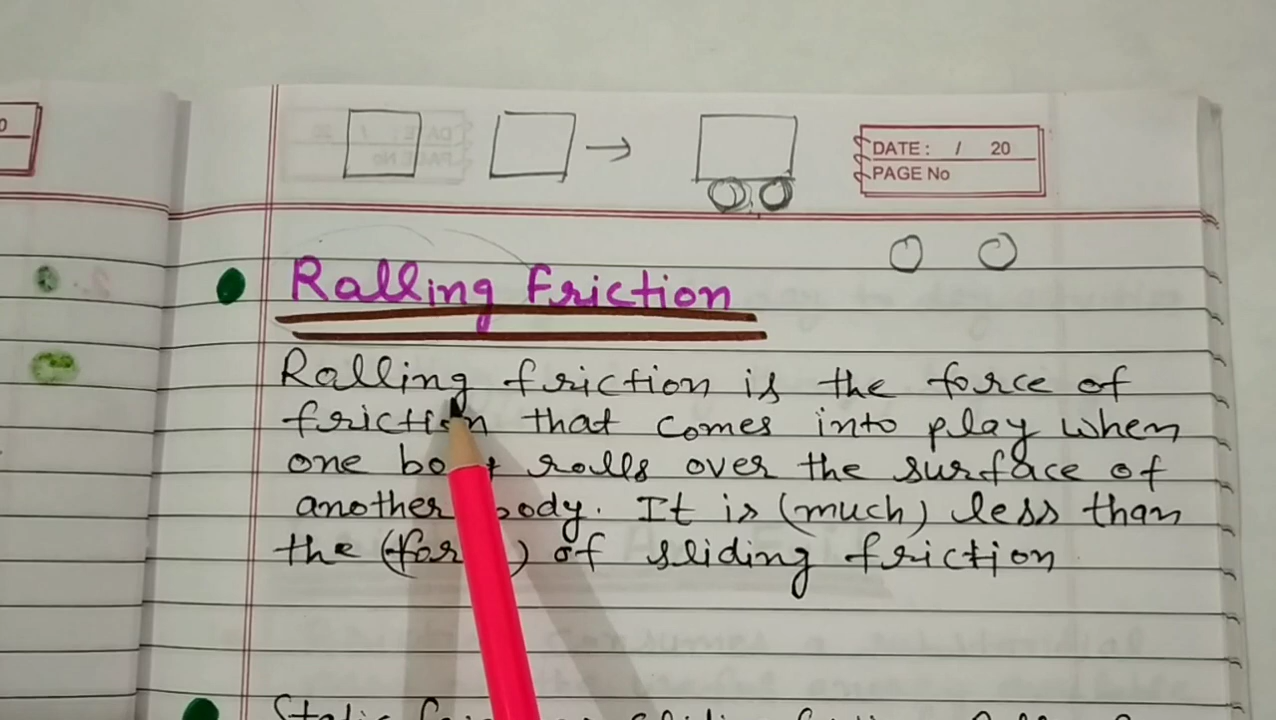 DATE : / 20
PAGE No
Ralling Friction
Ralling friction is the force of
friction that comes into play when
one rolls over the surface of
another body. It is (much) less than
the of sliding friction